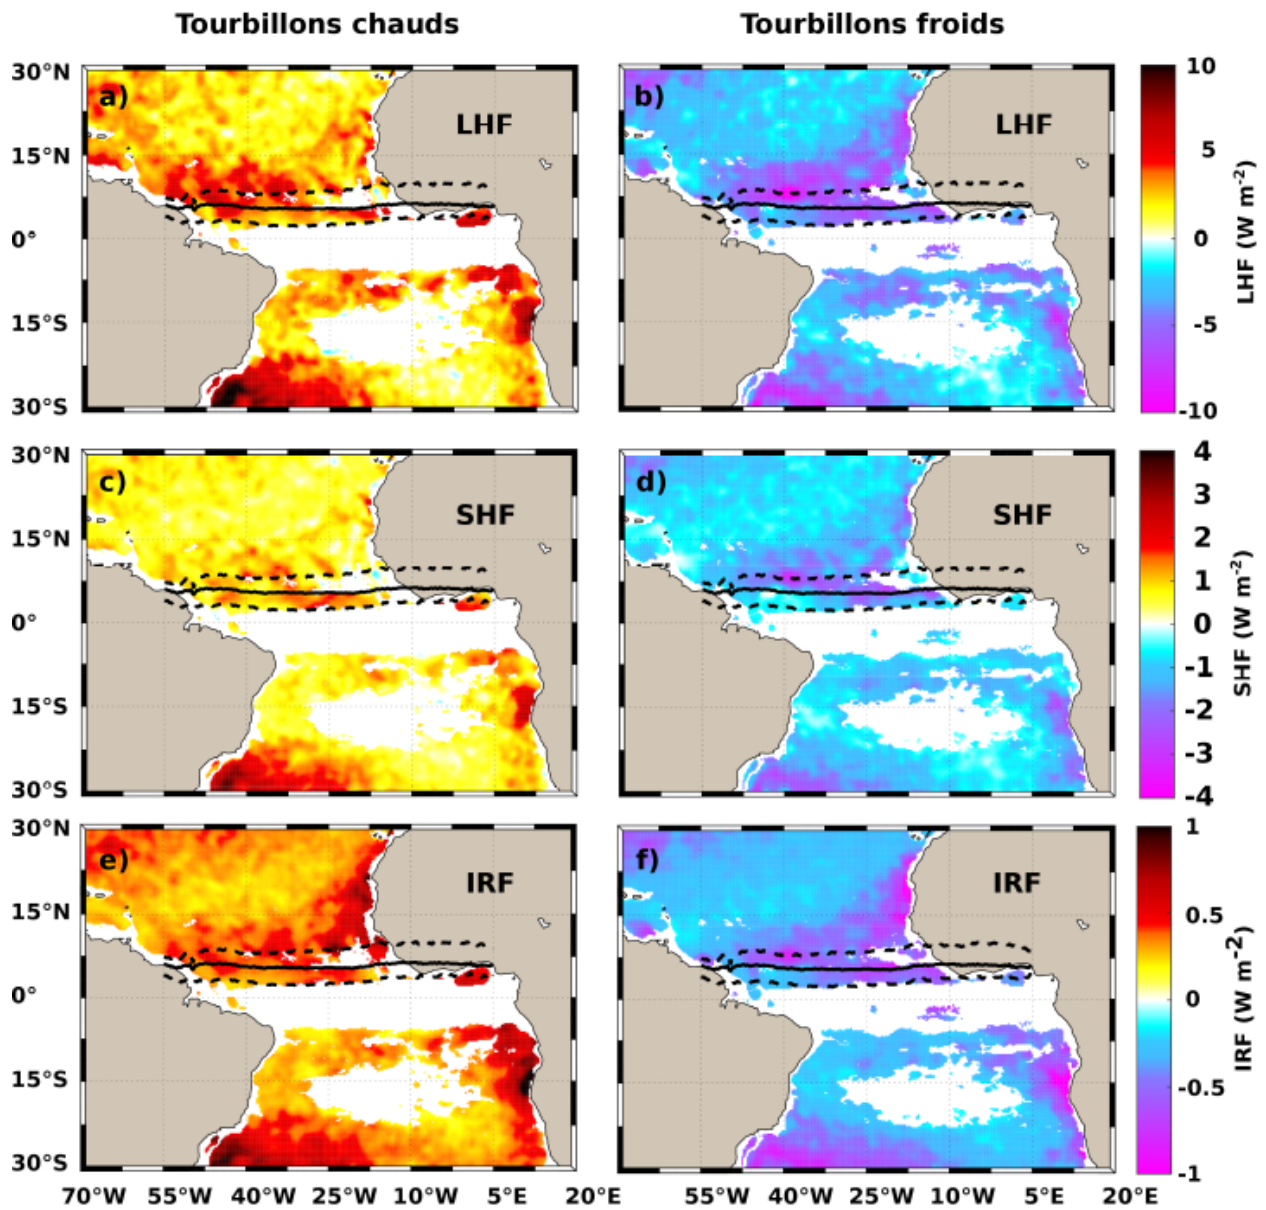 Tourbillons chauds Tourbillons froids
30°N a) LHF b) LHF 10
15°N 5
0° 0 LHF (W m-2)
15°S -5
30°S -10
30°N c) SHF d) SHF 4
3
15°N 2
1
0° 0 SHF (W m-2)
-1
15°S -2
-3
30°S -4
30°N e) IRF f) IRF 1
15°N 0.5
0° 0 IRF (W m-2)
15°S -0.5
30°S -1
70°W 55°W 40°W 25°W 10°W 5°E 20°E 55°W 40°W 25°W 10°W 5°E 20°E